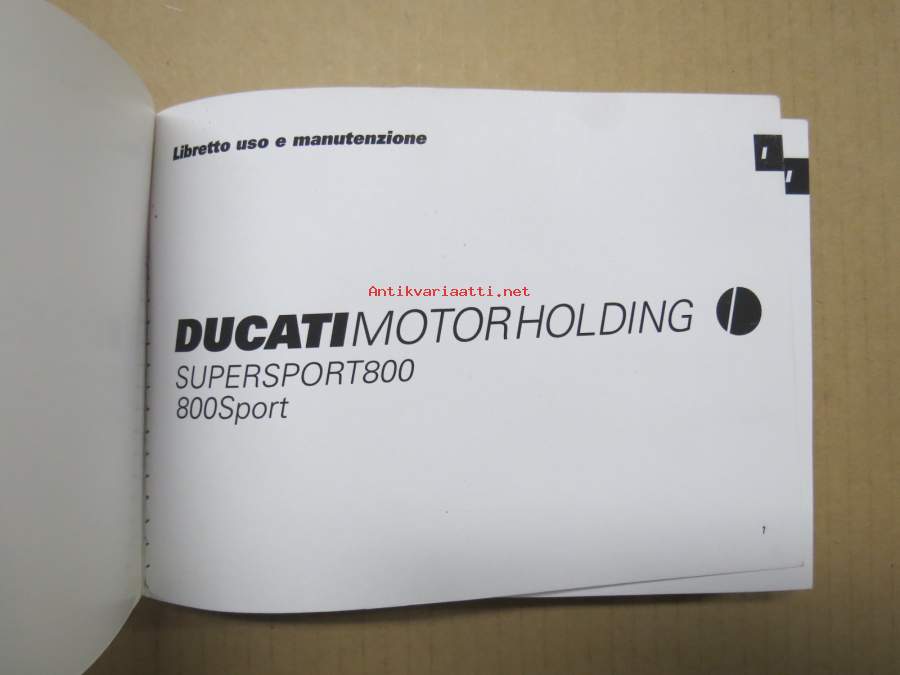 Libretto uso e manutenzione
I
I
Antikvariaatti.net
DUCATIMOTORHOLDING
SUPERSPORT800
800Sport
1